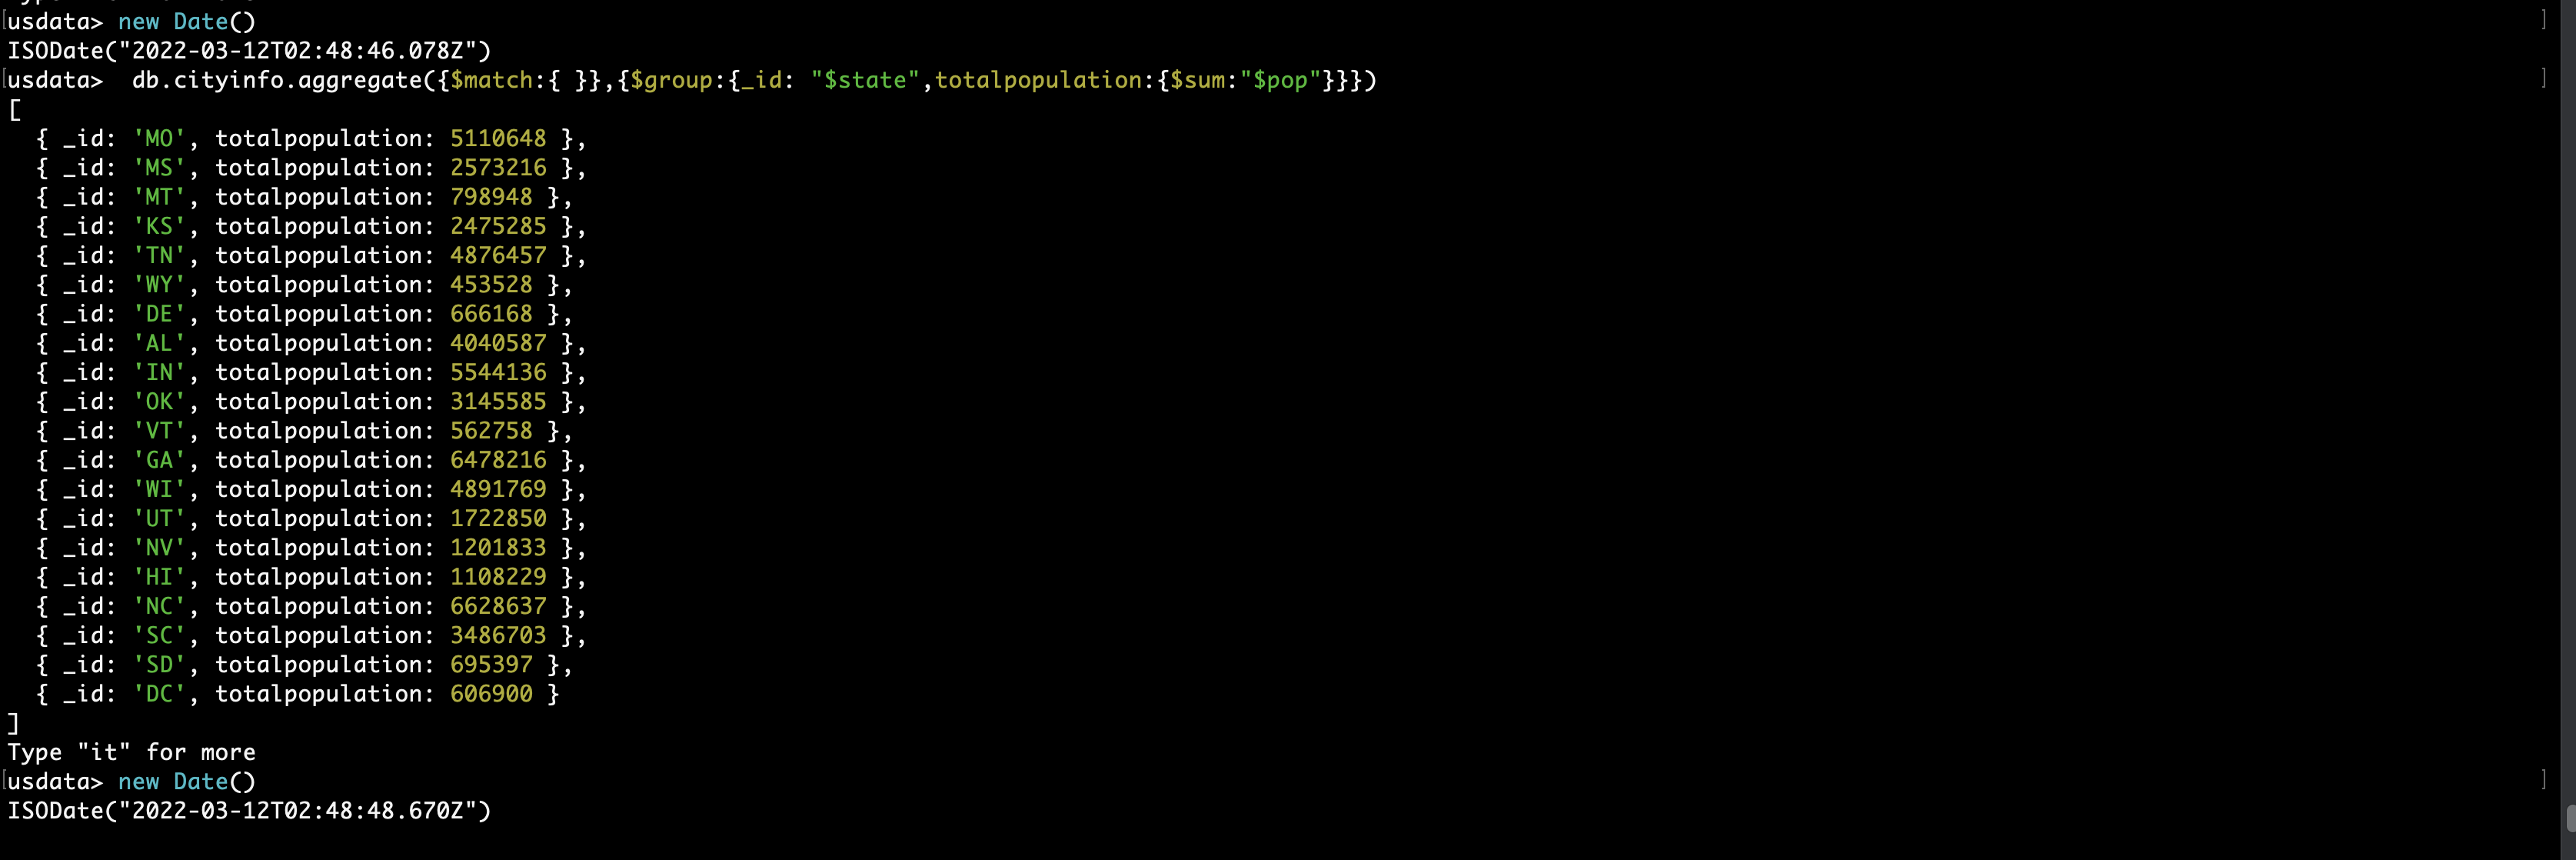 [usdata> new Date() ]
ISODate("2022-03-12T02:48:46.078Z")
[usdata>  db.cityinfo.aggregate({$match:{ }},{$group:{_id: "$state",totalpopulation:{$sum:"$pop"}}}) ]
[
  { _id: 'MO', totalpopulation: 5110648 },
  { _id: 'MS', totalpopulation: 2573216 },
  { _id: 'MT', totalpopulation: 798948 },
  { _id: 'KS', totalpopulation: 2475285 },
  { _id: 'TN', totalpopulation: 4876457 },
  { _id: 'WY', totalpopulation: 453528 },
  { _id: 'DE', totalpopulation: 666168 },
  { _id: 'AL', totalpopulation: 4040587 },
  { _id: 'IN', totalpopulation: 5544136 },
  { _id: 'OK', totalpopulation: 3145585 },
  { _id: 'VT', totalpopulation: 562758 },
  { _id: 'GA', totalpopulation: 6478216 },
  { _id: 'WI', totalpopulation: 4891769 },
  { _id: 'UT', totalpopulation: 1722850 },
  { _id: 'NV', totalpopulation: 1201833 },
  { _id: 'HI', totalpopulation: 1108229 },
  { _id: 'NC', totalpopulation: 6628637 },
  { _id: 'SC', totalpopulation: 3486703 },
  { _id: 'SD', totalpopulation: 695397 },
  { _id: 'DC', totalpopulation: 606900 }
]
Type "it" for more
[usdata> new Date() ]
ISODate("2022-03-12T02:48:48.670Z")